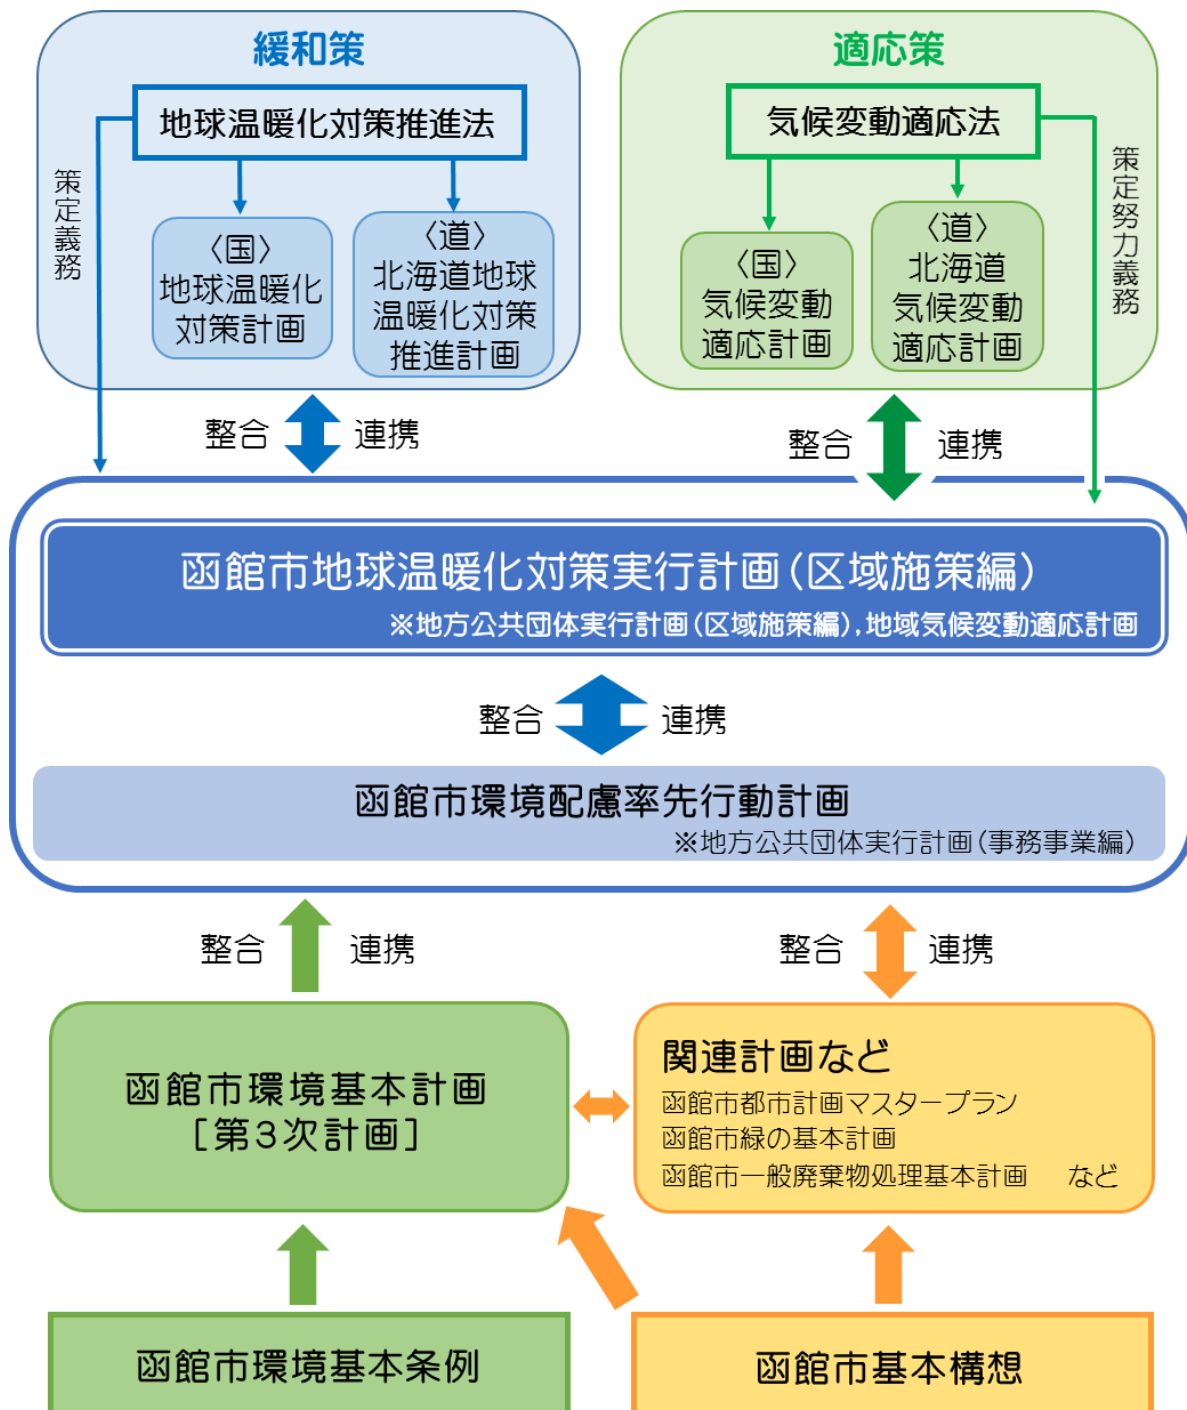 緩和策
地球温暖化対策推進法
策定義務
〈国〉
地球温暖化
対策計画
〈道〉
北海道地球
温暖化対策
推進計画
適応策
気候変動適応法
策定努力義務
〈国〉
気候変動
適応計画
〈道〉
北海道
気候変動
適応計画
整合 連携
整合 連携
函館市地球温暖化対策実行計画(区域施策編)
※地方公共団体実行計画(区域施策編),地域気候変動適応計画
整合 連携
函館市環境配慮率先行動計画
※地方公共団体実行計画(事務事業編)
整合 連携
整合 連携
函館市環境基本計画
[第3次計画]
関連計画など
函館市都市計画マスタープラン
函館市緑の基本計画
函館市一般廃棄物処理基本計画 など
函館市環境基本条例
函館市基本構想